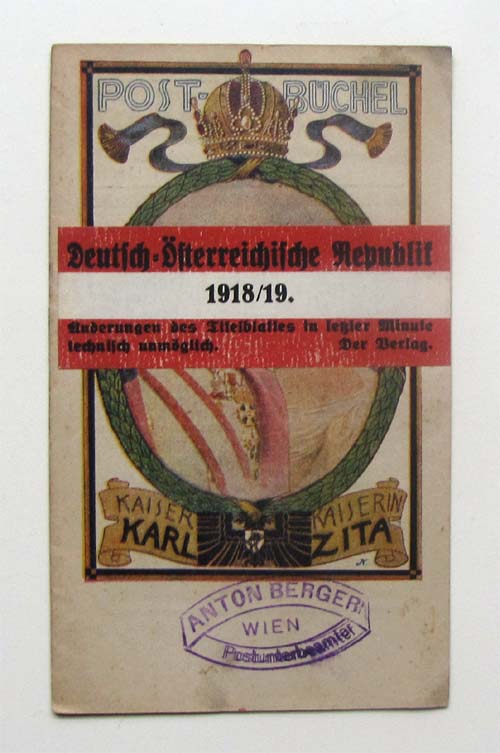 POST-BÜCHEL
Deutsch-Österreichische Republik
1918/19.
Änderungen des Titelblattes in letzter Minute
technisch unmöglich. Der Verlag.
KAISER KARL
KAISERIN ZITA
ANTON BERGER
WIEN
Postunterbeamter